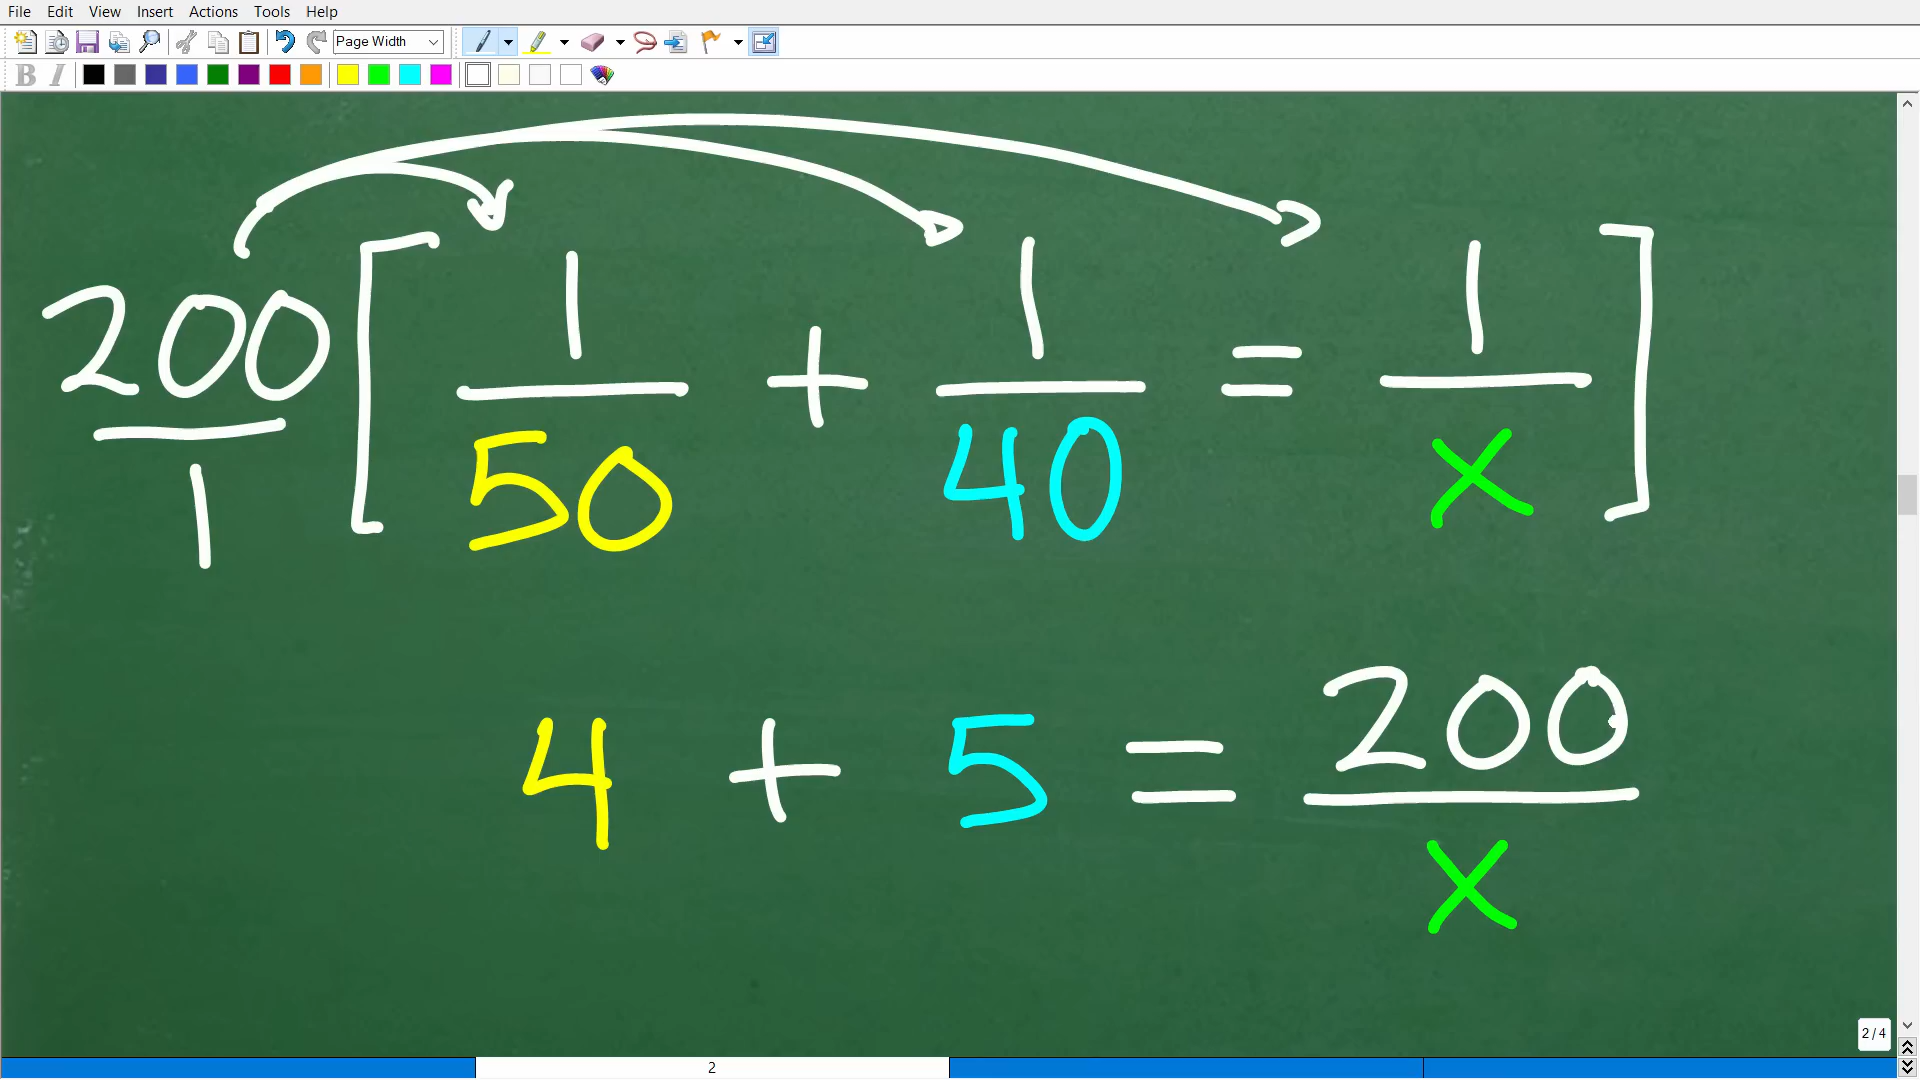 File Edit View Insert Actions Tools Help
Page Width
B I
200/1 [ 1/50 + 1/40 = 1/x ]
4 + 5 = 200/x
2 / 4
2